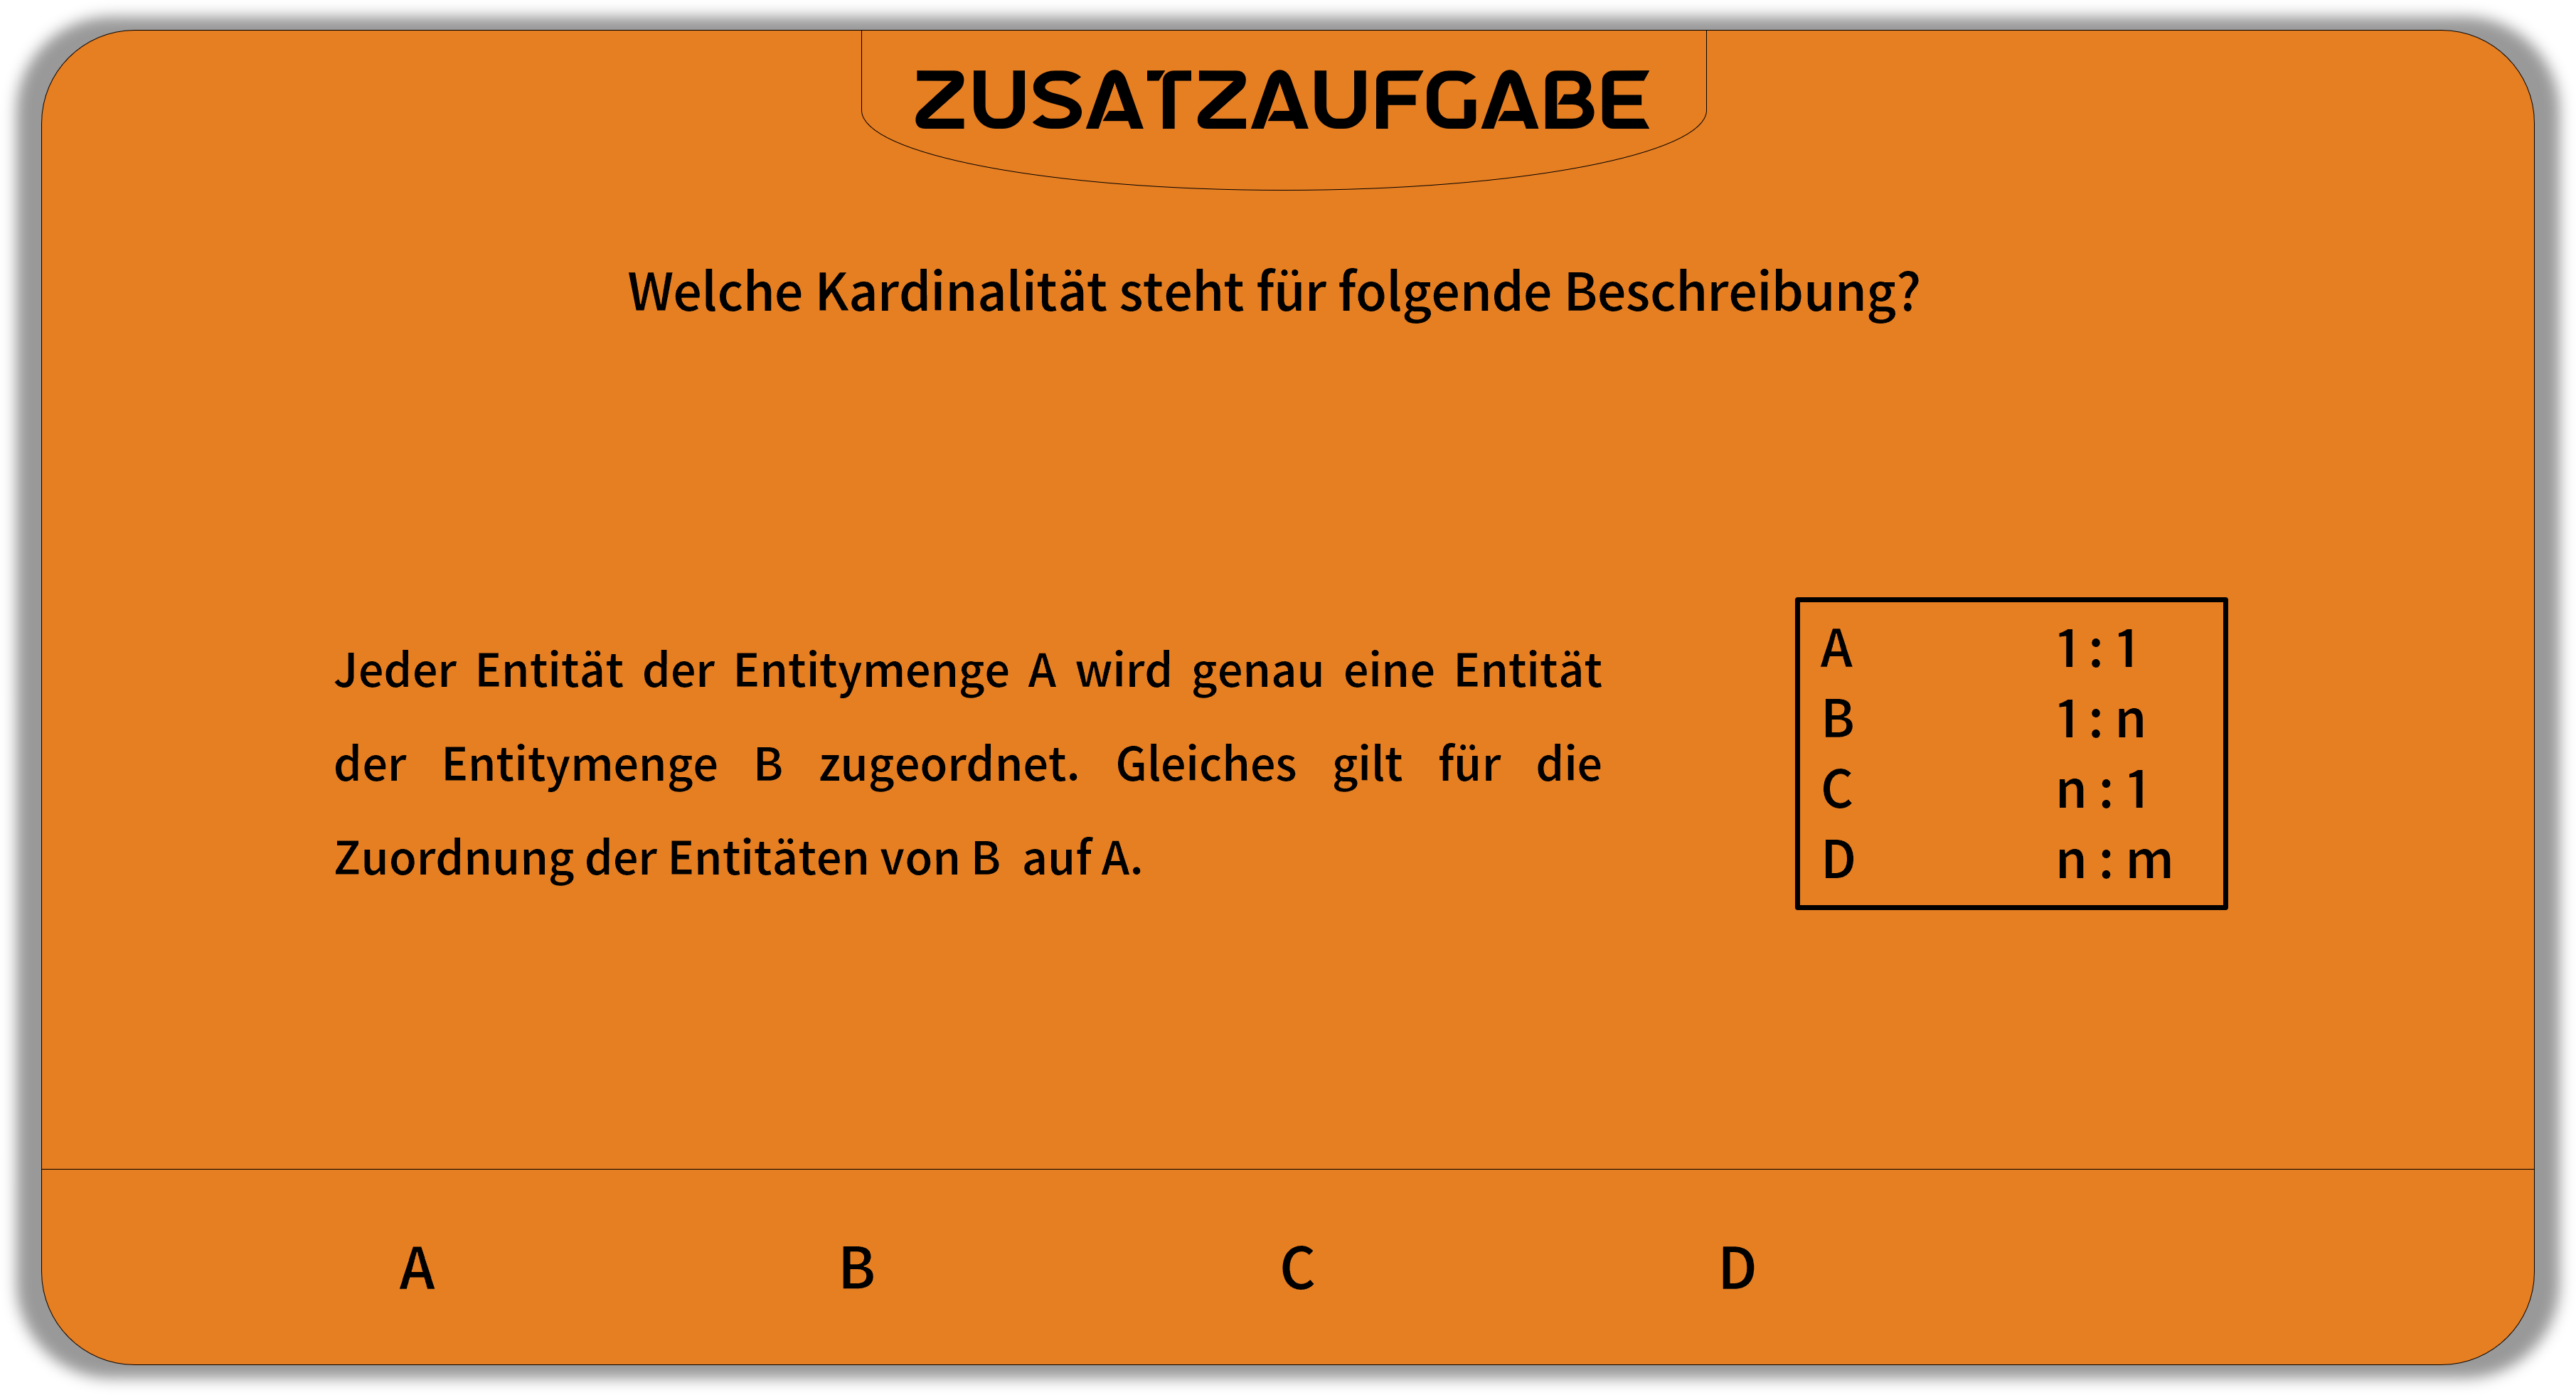 ZUSATZAUFGABE
Welche Kardinalität steht für folgende Beschreibung?
Jeder Entität der Entitymenge A wird genau eine Entität
der Entitymenge B zugeordnet. Gleiches gilt für die
Zuordnung der Entitäten von B auf A.
A 1 : 1
B 1 : n
C n : 1
D n : m
A B C D